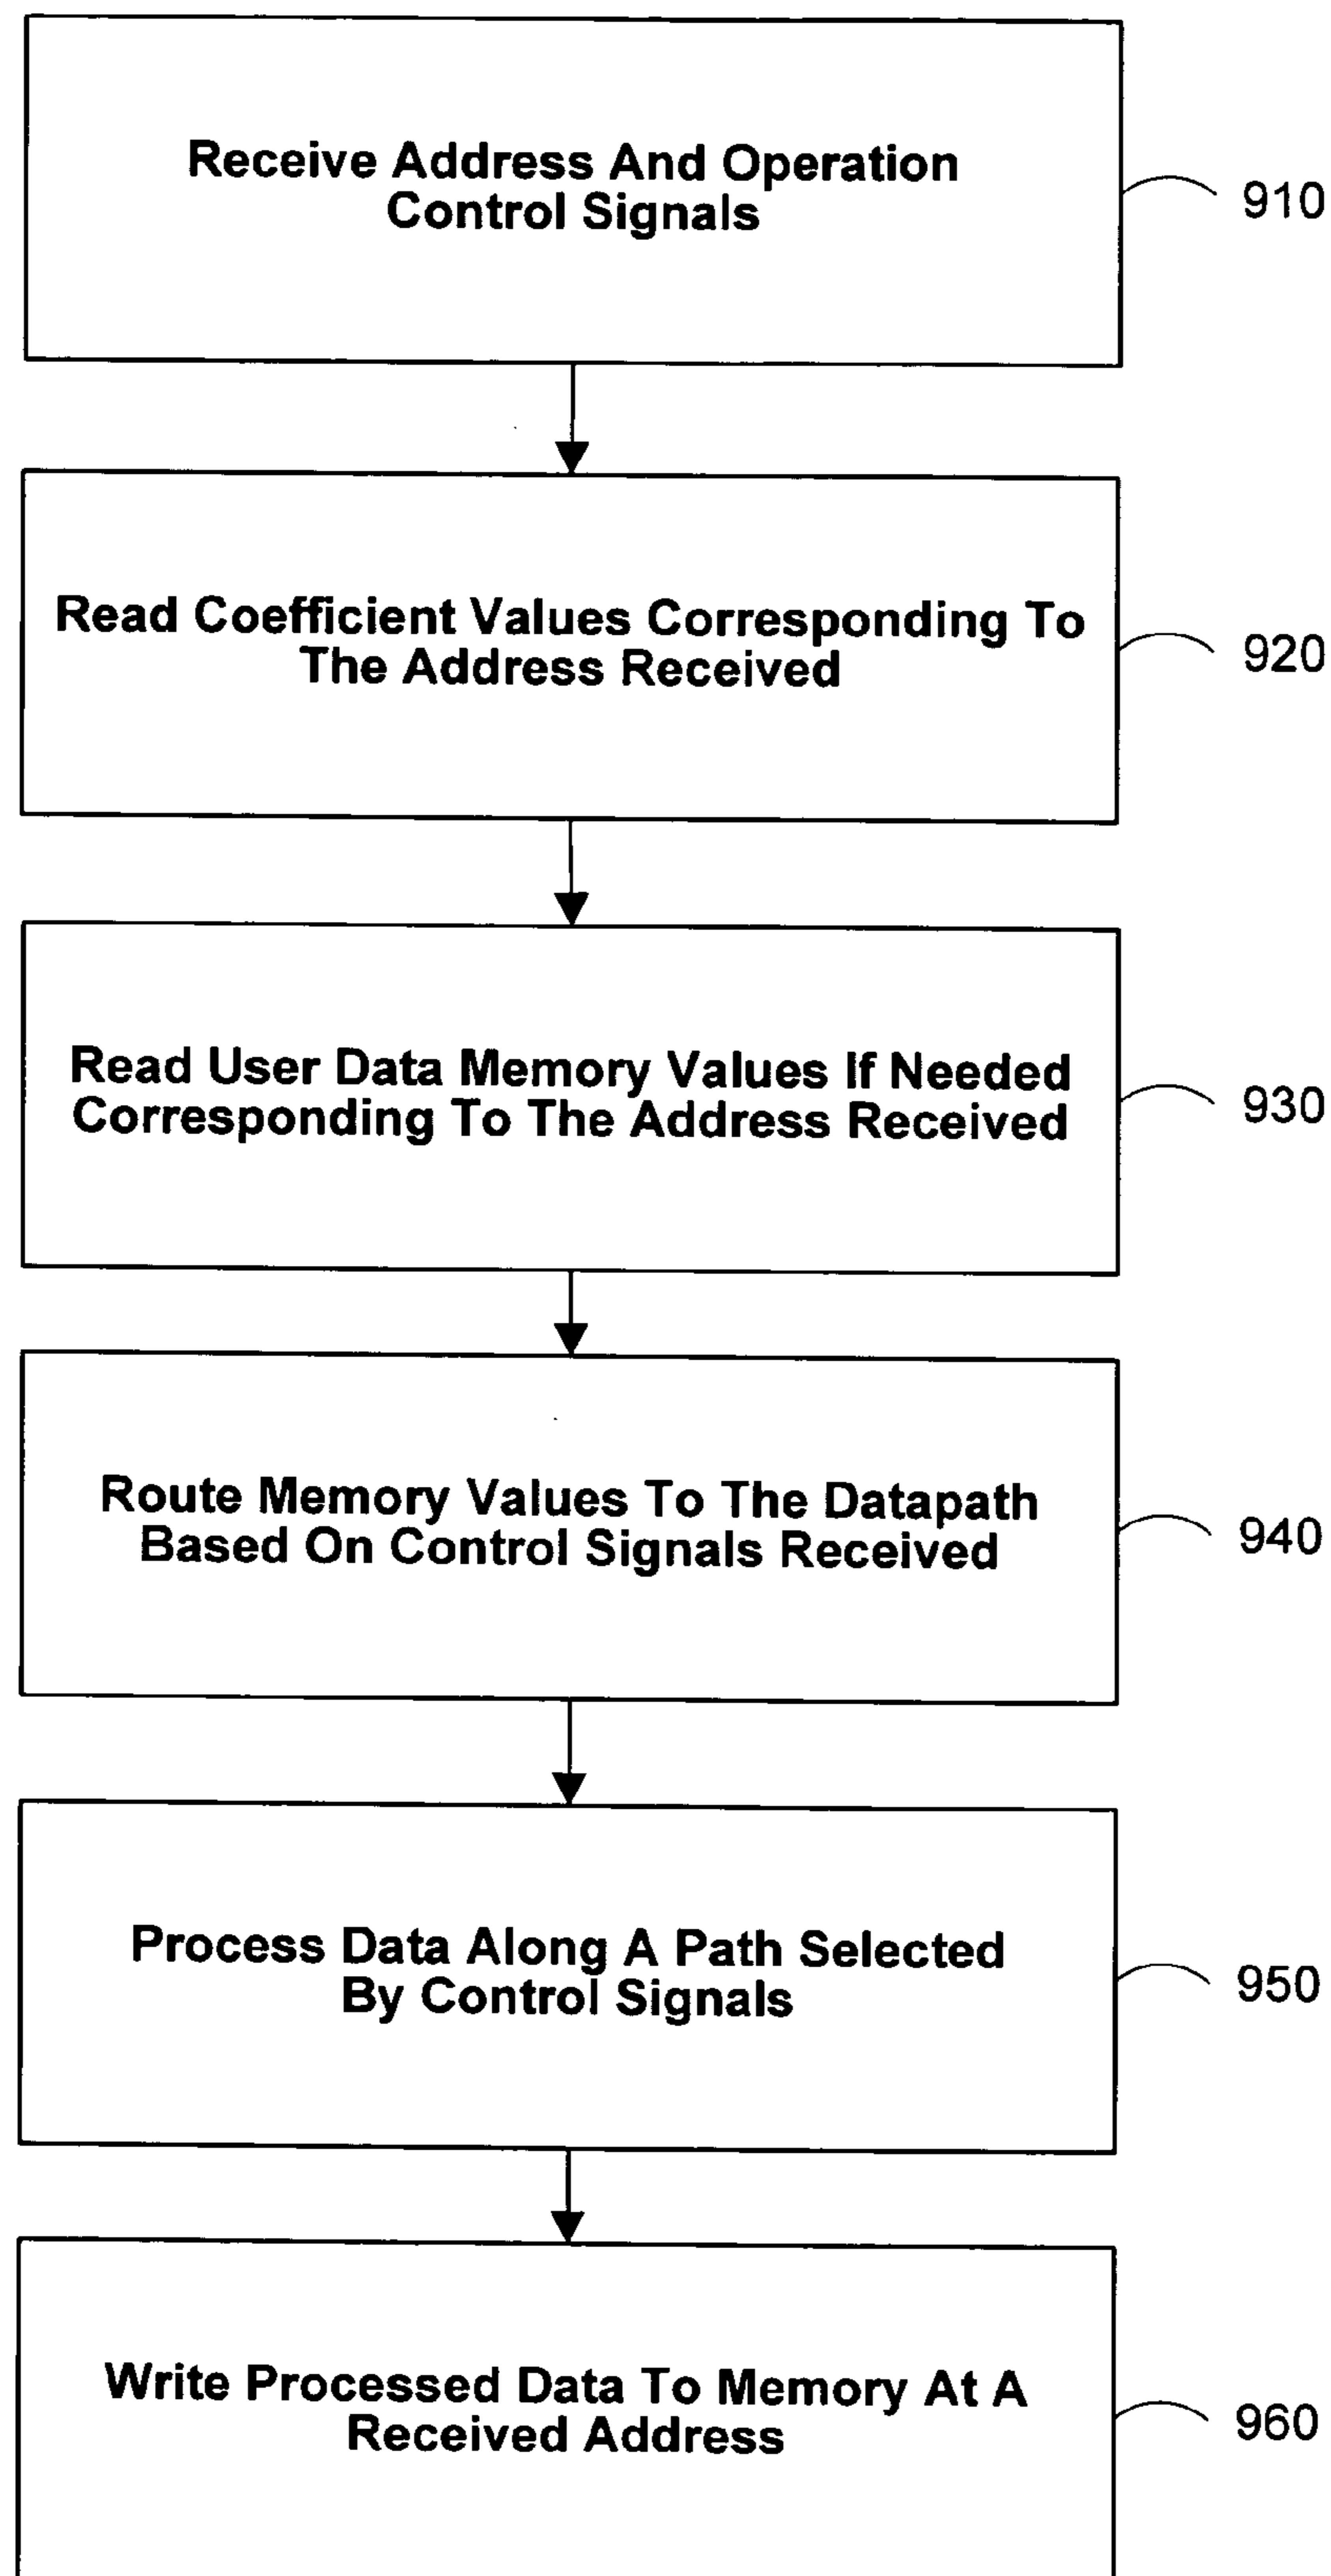 Receive Address And Operation
Control Signals
910
Read Coefficient Values Corresponding To
The Address Received
920
Read User Data Memory Values If Needed
Corresponding To The Address Received
930
Route Memory Values To The Datapath
Based On Control Signals Received
940
Process Data Along A Path Selected
By Control Signals
950
Write Processed Data To Memory At A
Received Address
960